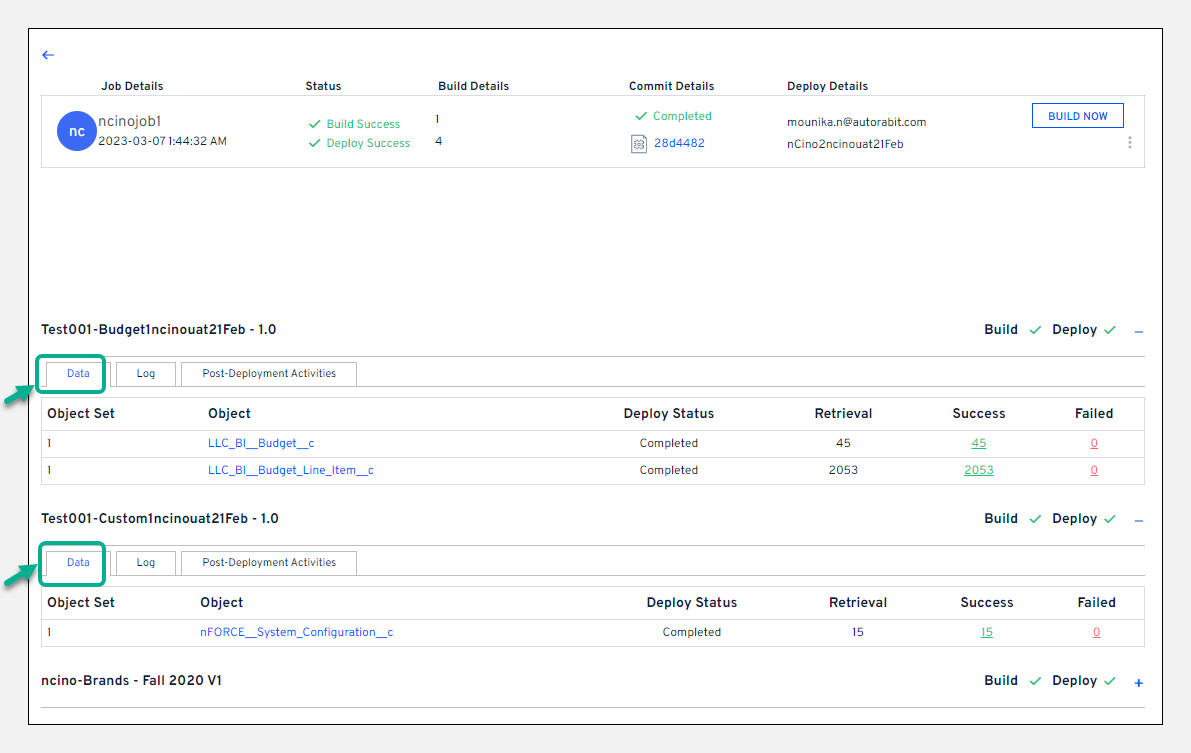 Job Details Status Build Details Commit Details Deploy Details
nc ncinojob1 Build Success 1 Completed mounika.n@autorabit.com BUILD NOW
2023-03-07 1:44:32 AM Deploy Success 4 28d4482 nCino2ncinouat21Feb
Test001-Budget1ncinouat21Feb - 1.0 Build Deploy
Data Log Post-Deployment Activities
Object Set Object Deploy Status Retrieval Success Failed
1 LLC_BI__Budget__c Completed 45 45 0
1 LLC_BI__Budget_Line_Item__c Completed 2053 2053 0
Test001-Custom1ncinouat21Feb - 1.0 Build Deploy
Data Log Post-Deployment Activities
Object Set Object Deploy Status Retrieval Success Failed
1 nFORCE__System_Configuration__c Completed 15 15 0
ncino-Brands - Fall 2020 V1 Build Deploy